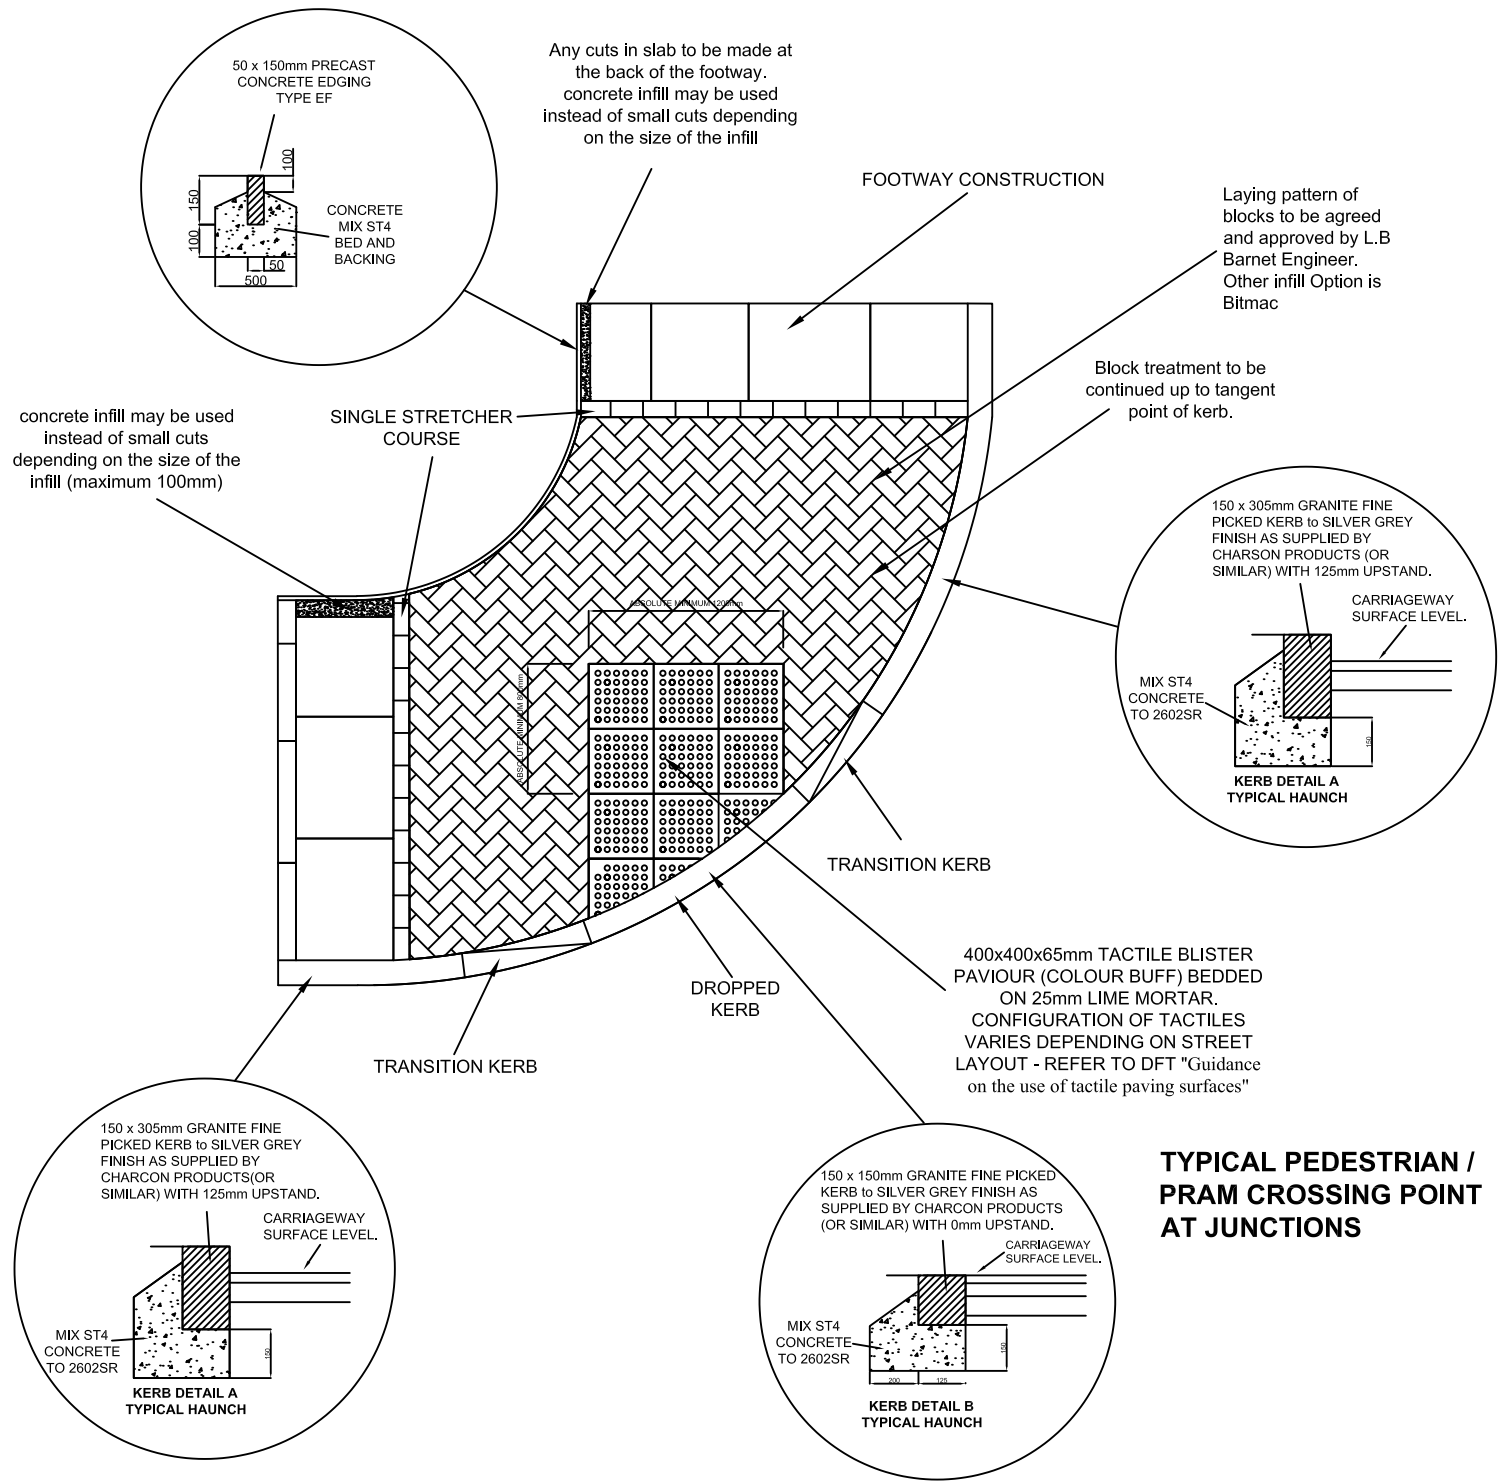 50 x 150mm PRECAST
CONCRETE EDGING
TYPE EF
100
150
100
CONCRETE
MIX ST4
BED AND
BACKING
50
500
Any cuts in slab to be made at
the back of the footway.
concrete infill may be used
instead of small cuts depending
on the size of the infill
FOOTWAY CONSTRUCTION
Laying pattern of
blocks to be agreed
and approved by L.B
Barnet Engineer.
Other infill Option is
Bitmac
Block treatment to be
continued up to tangent
point of kerb.
concrete infill may be used
instead of small cuts
depending on the size of the
infill (maximum 100mm)
SINGLE STRETCHER
COURSE
150 x 305mm GRANITE FINE
PICKED KERB to SILVER GREY
FINISH AS SUPPLIED BY
CHARSON PRODUCTS (OR
SIMILAR) WITH 125mm UPSTAND.
CARRIAGEWAY
SURFACE LEVEL.
MIX ST4
CONCRETE
TO 2602SR
150
KERB DETAIL A
TYPICAL HAUNCH
ABSOLUTE MINIMUM 1200mm
ABSOLUTE MINIMUM 800mm
TRANSITION KERB
400x400x65mm TACTILE BLISTER
PAVIOUR (COLOUR BUFF) BEDDED
ON 25mm LIME MORTAR.
CONFIGURATION OF TACTILES
VARIES DEPENDING ON STREET
LAYOUT - REFER TO DFT "Guidance
on the use of tactile paving surfaces"
DROPPED
KERB
TRANSITION KERB
150 x 305mm GRANITE FINE
PICKED KERB to SILVER GREY
FINISH AS SUPPLIED BY
CHARCON PRODUCTS(OR
SIMILAR) WITH 125mm UPSTAND.
CARRIAGEWAY
SURFACE LEVEL.
MIX ST4
CONCRETE
TO 2602SR
150
KERB DETAIL A
TYPICAL HAUNCH
150 x 150mm GRANITE FINE PICKED
KERB to SILVER GREY FINISH AS
SUPPLIED BY CHARCON PRODUCTS
(OR SIMILAR) WITH 0mm UPSTAND.
CARRIAGEWAY
SURFACE LEVEL.
MIX ST4
CONCRETE
TO 2602SR
150
200
125
KERB DETAIL B
TYPICAL HAUNCH
TYPICAL PEDESTRIAN /
PRAM CROSSING POINT
AT JUNCTIONS